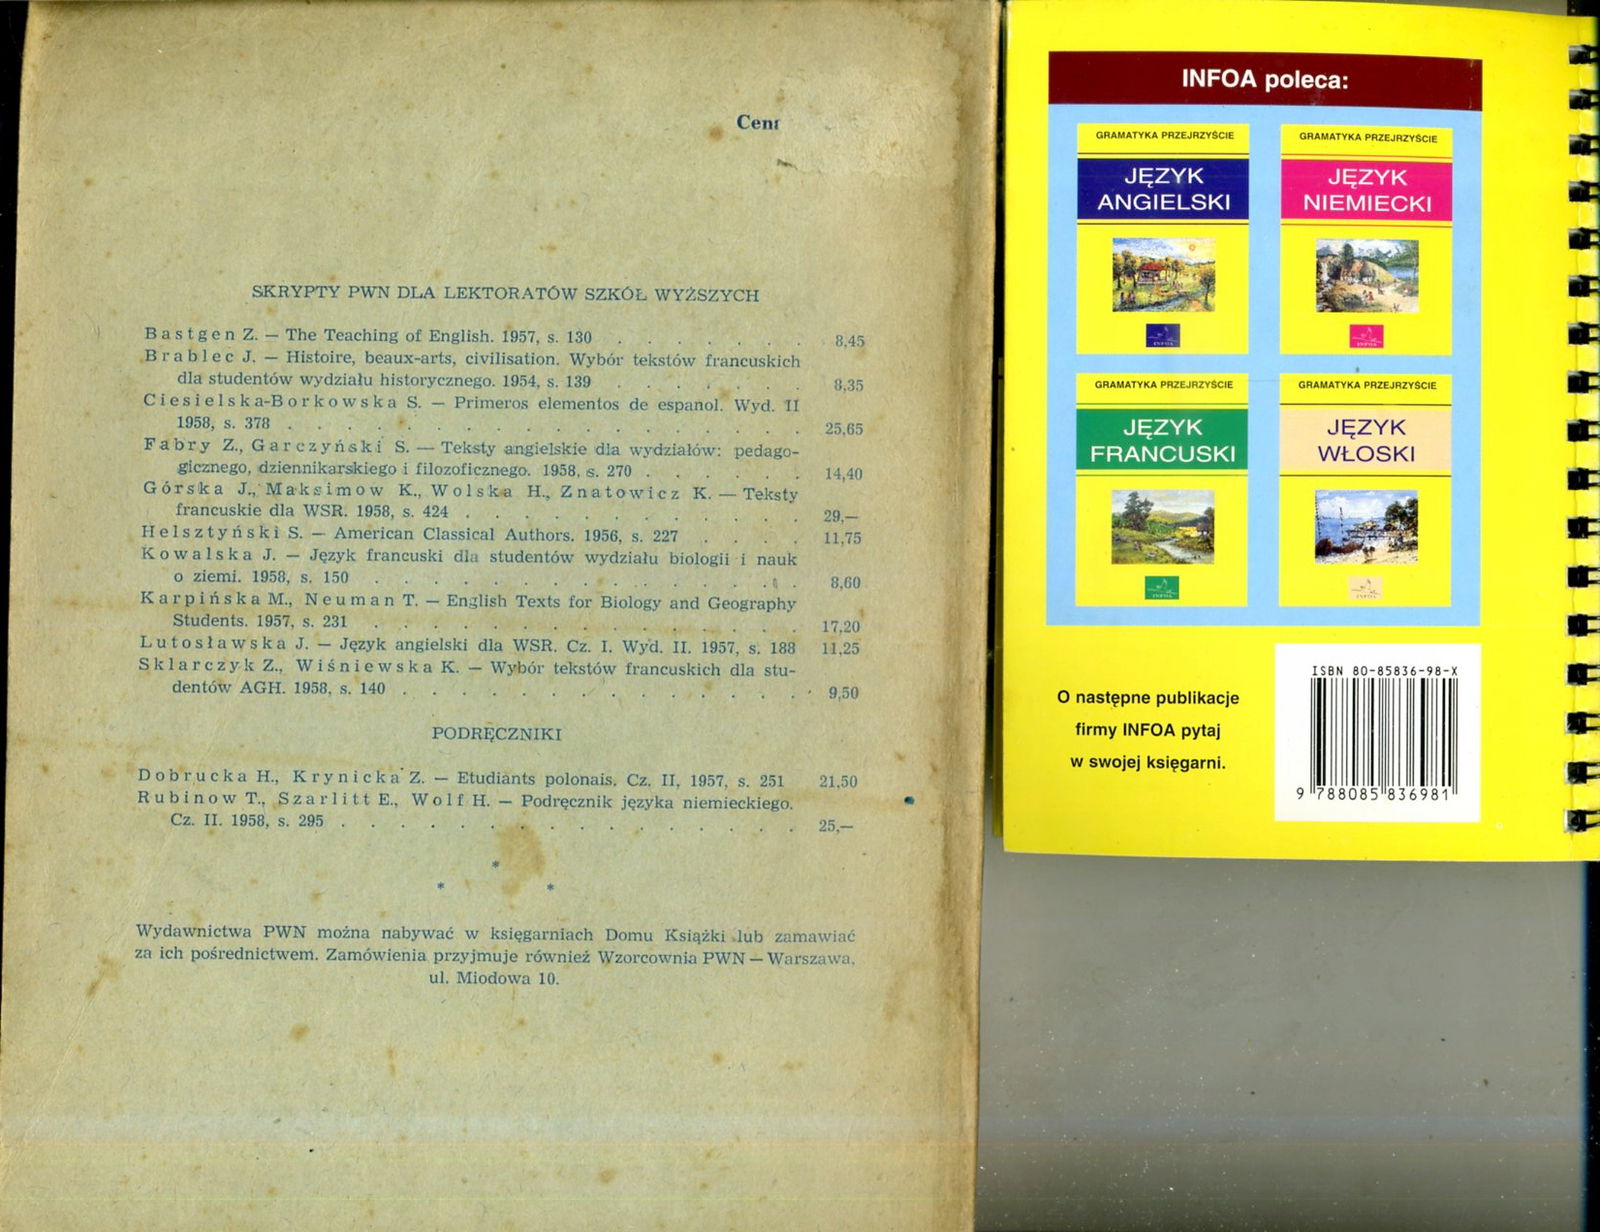 Cena
SKRYPTY PWN DLA LEKTORATÓW SZKÓŁ WYŻSZYCH
Bastgen Z. — The Teaching of English. 1957, s. 130 . . . . . . . 8,45
Brablec J. — Histoire, beaux-arts, civilisation. Wybór tekstów francuskich
dla studentów wydziału historycznego. 1954, s. 139 . . . . . . . 8,35
Ciesielska-Borkowska S. — Primeros elementos de espanol. Wyd. II
1958, s. 378 . . . . . . . . . . . . . . . . . . 25,65
Fabry Z., Garczyński S. — Teksty angielskie dla wydziałów: pedago-
gicznego, dziennikarskiego i filozoficznego. 1958, s. 270 . . . . . . 14,40
Górska J., Maksimow K., Wolska H., Znatowicz K. — Teksty
francuskie dla WSR. 1958, s. 424 . . . . . . . . . . . . 29,—
Helsztyński S. — American Classical Authors. 1956, s. 227 . . . . 11,75
Kowalska J. — Język francuski dla studentów wydziału biologii i nauk
o ziemi. 1958, s. 150 . . . . . . . . . . . . . . . 8,60
Karpińska M., Neuman T. — English Texts for Biology and Geography
Students. 1957, s. 231 . . . . . . . . . . . . . . . 17,20
Lutosławska J. — Język angielski dla WSR. Cz. I. Wyd. II. 1957, s. 188 11,25
Sklarczyk Z., Wiśniewska K. — Wybór tekstów francuskich dla stu-
dentów AGH. 1958, s. 140 . . . . . . . . . . . . . . 9,50
PODRĘCZNIKI
Dobrucka H., Krynicka Z. — Etudiants polonais. Cz. II, 1957, s. 251 21,50
Rubinow T., Szarlitt E., Wolf H. — Podręcznik języka niemieckiego.
Cz. II. 1958, s. 295 . . . . . . . . . . . . . . . . 25,—
*
* *
Wydawnictwa PWN można nabywać w księgarniach Domu Książki lub zamawiać
za ich pośrednictwem. Zamówienia przyjmuje również Wzorcownia PWN — Warszawa,
ul. Miodowa 10.
INFOA poleca:
GRAMATYKA PRZEJRZYŚCIE
JĘZYK
ANGIELSKI
INFOA
GRAMATYKA PRZEJRZYŚCIE
JĘZYK
NIEMIECKI
INFOA
GRAMATYKA PRZEJRZYŚCIE
JĘZYK
FRANCUSKI
INFOA
GRAMATYKA PRZEJRZYŚCIE
JĘZYK
WŁOSKI
INFOA
O następne publikacje
firmy INFOA pytaj
w swojej księgarni.
ISBN 80-85836-98-X
9 788085 836981